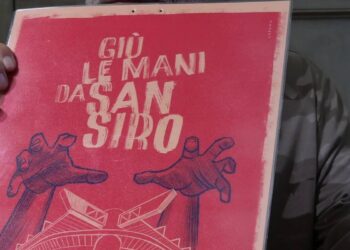 GIÙ
LE MANI
DA SAN
SIRO